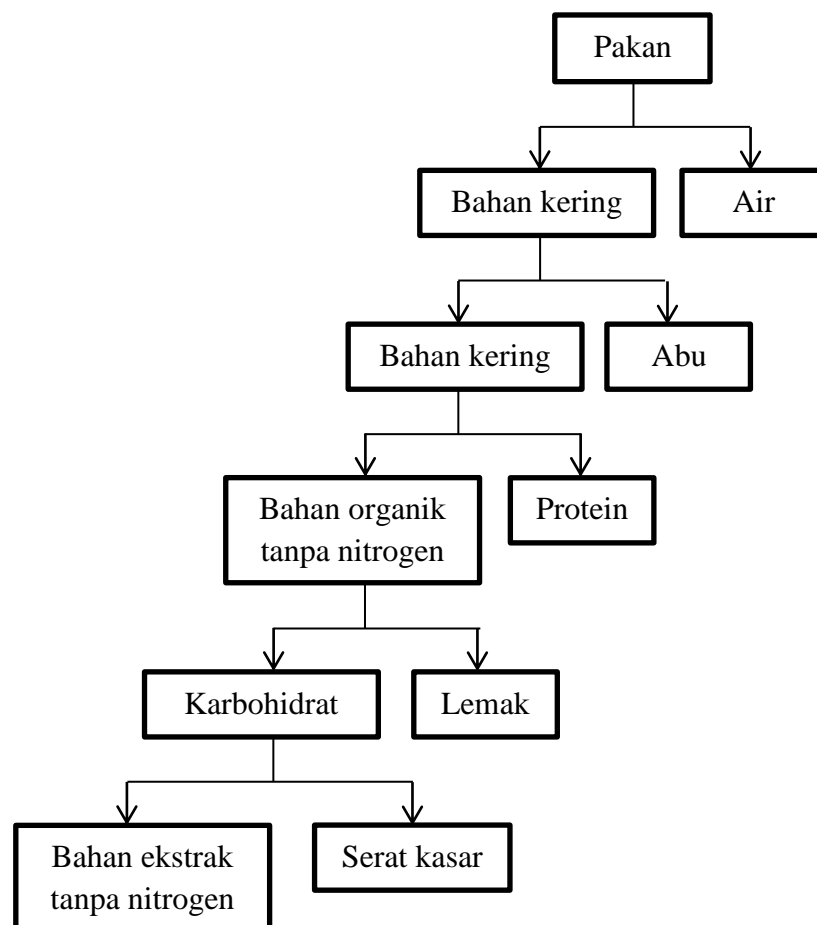 Pakan
Bahan kering
Air
Bahan kering
Abu
Bahan organik
tanpa nitrogen
Protein
Karbohidrat
Lemak
Bahan ekstrak
tanpa nitrogen
Serat kasar